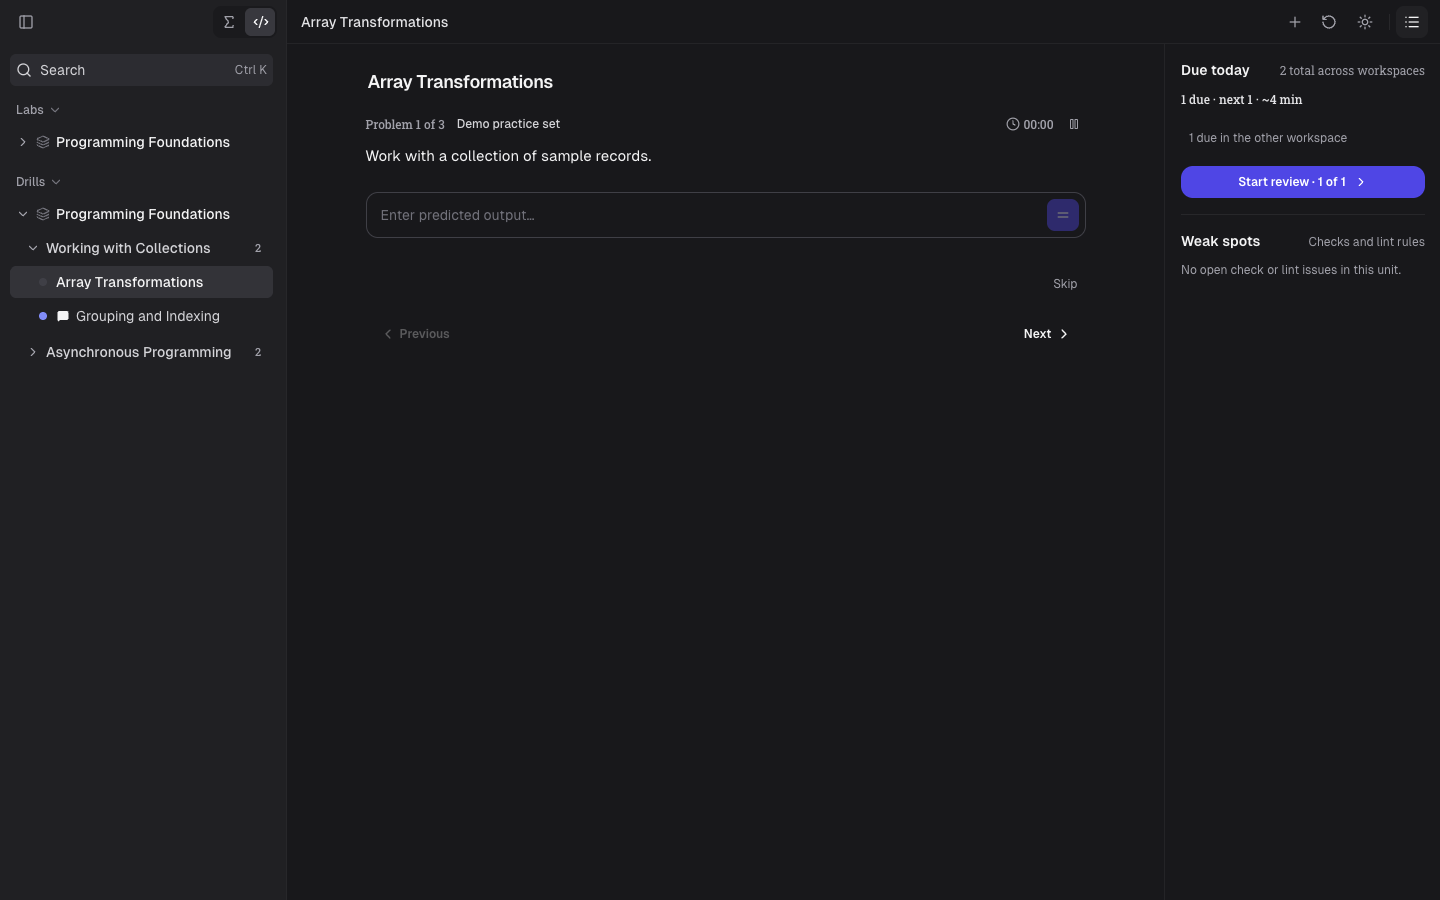 Search
Ctrl K
Labs
Programming Foundations
Drills
Programming Foundations
Working with Collections 2
Array Transformations
Grouping and Indexing
Asynchronous Programming 2
Array Transformations
Array Transformations
Problem 1 of 3 Demo practice set 00:00
Work with a collection of sample records.
Enter predicted output...
Skip
Previous
Next
Due today 2 total across workspaces
1 due · next 1 · ~4 min
1 due in the other workspace
Start review · 1 of 1
Weak spots Checks and lint rules
No open check or lint issues in this unit.